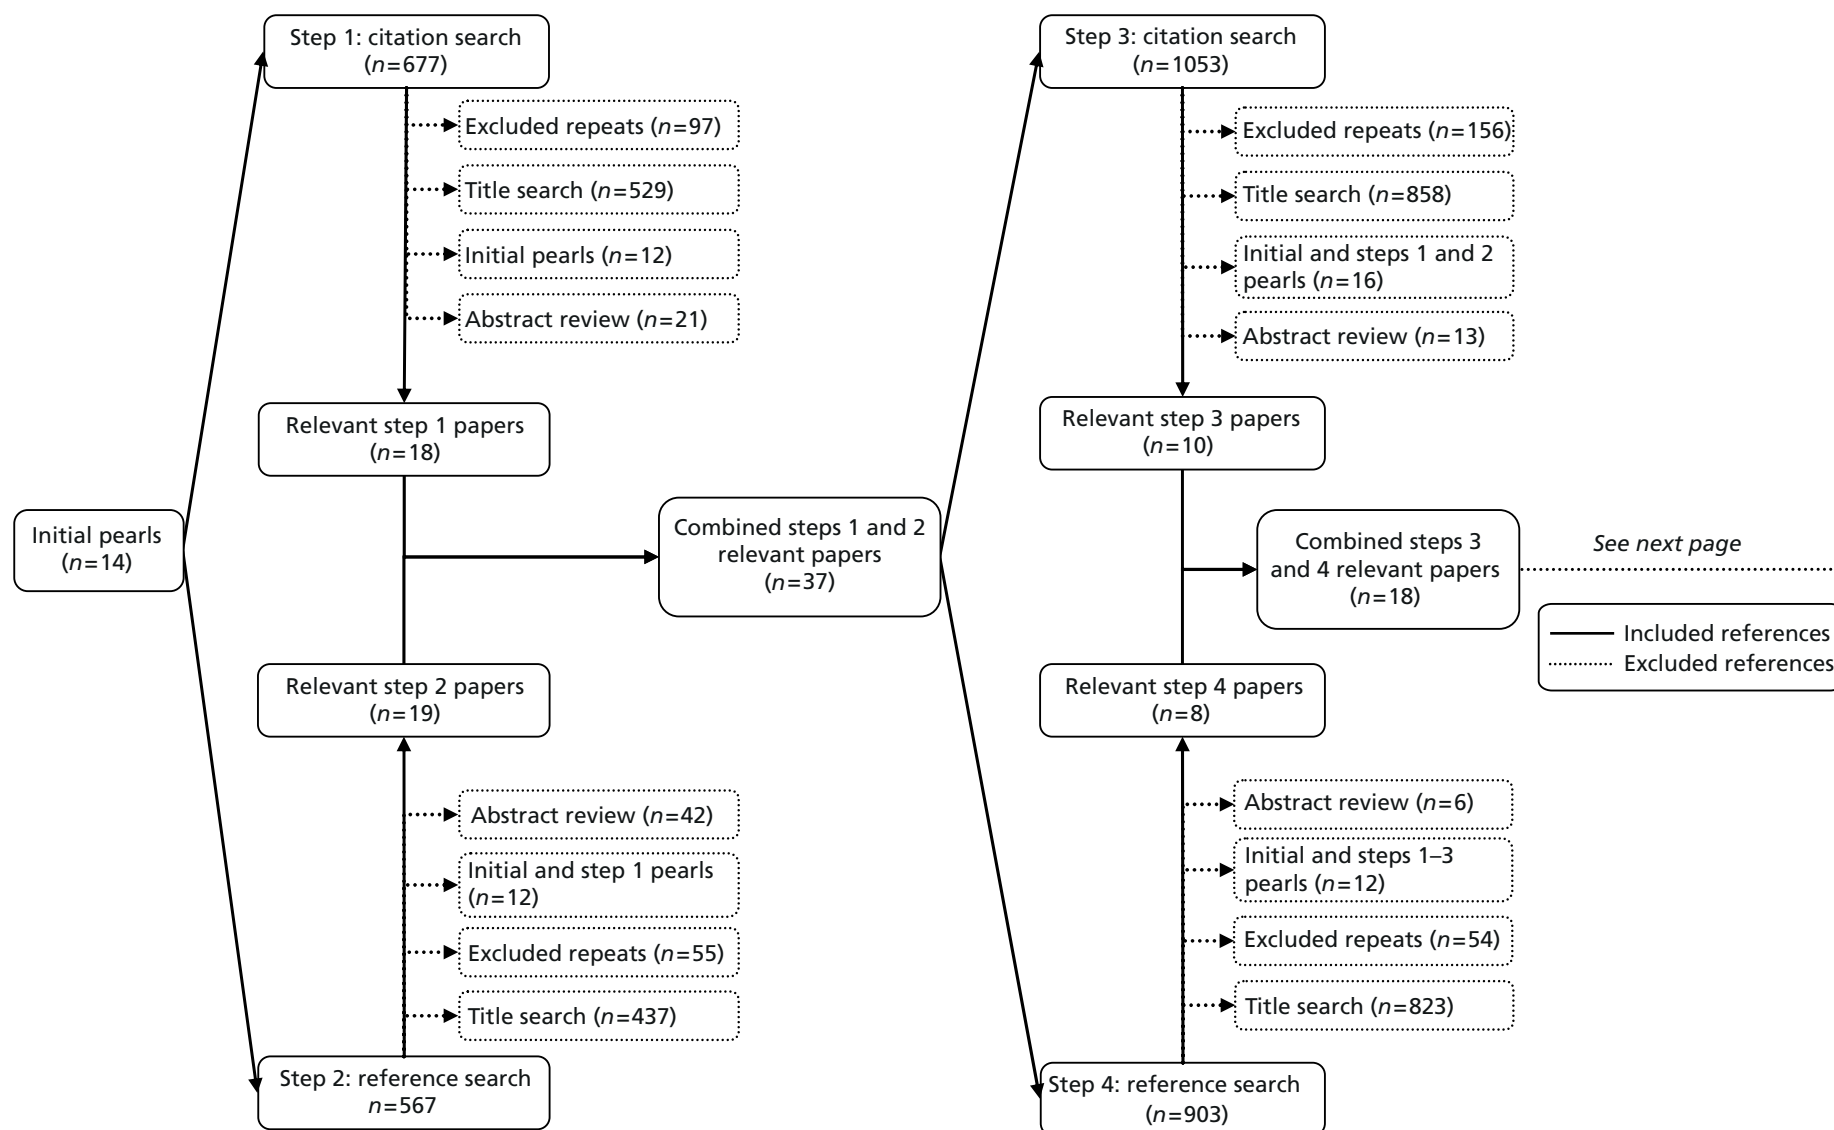 Step 1: citation search
(n=677)
Excluded repeats (n=97)
Title search (n=529)
Initial pearls (n=12)
Abstract review (n=21)
Relevant step 1 papers
(n=18)
Initial pearls
(n=14)
Combined steps 1 and 2
relevant papers
(n=37)
Relevant step 2 papers
(n=19)
Abstract review (n=42)
Initial and step 1 pearls
(n=12)
Excluded repeats (n=55)
Title search (n=437)
Step 2: reference search
n=567
Step 3: citation search
(n=1053)
Excluded repeats (n=156)
Title search (n=858)
Initial and steps 1 and 2
pearls (n=16)
Abstract review (n=13)
Relevant step 3 papers
(n=10)
Combined steps 3
and 4 relevant papers
(n=18)
See next page
Included references
Excluded references
Relevant step 4 papers
(n=8)
Abstract review (n=6)
Initial and steps 1–3
pearls (n=12)
Excluded repeats (n=54)
Title search (n=823)
Step 4: reference search
(n=903)